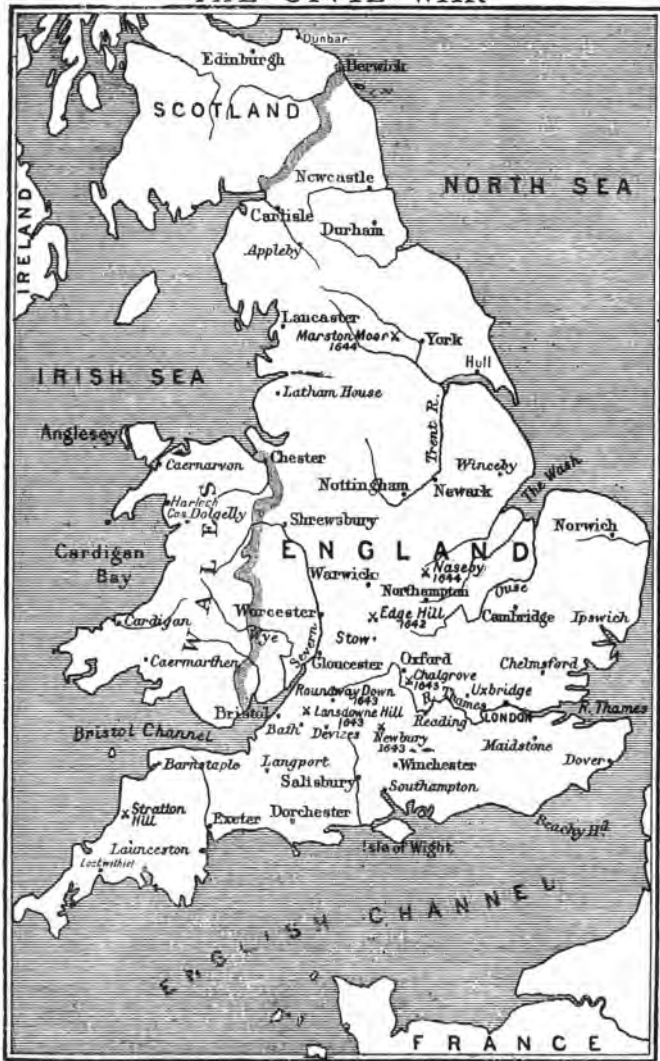 THE CIVIL WAR
Dunbar
Edinburgh
Berwick
SCOTLAND
Newcastle
NORTH SEA
IRELAND
Carlisle
Durham
Appleby
Lancaster
Marston Moor
1644
York
Hull
IRISH SEA
Latham House
Trent R.
Anglesey
Chester
Caernarvon
Winceby
The Wash
Nottingham
Newark
Harlech
Cas.
Dolgelly
Shrewsbury
Norwich
WALES
ENGLAND
Cardigan
Bay
Naseby
1644
Warwick
Northampton
Ouse
Worcester
Edge Hill
1642
Cambridge
Ipswich
Cardigan
Wye
Stow
Severn.
Caermarthen
Gloucester
Oxford
Chalgrove
1643
Chelmsford
Roundway Down
1643
R. Thames
Uxbridge
Bristol
Lansdowne Hill
1643
Reading
LONDON
R. Thames
Bristol Channel
Bath
Devizes
Newbury
1643
Maidstone
Barnstaple
Langport
Winchester
Dover
Salisbury
Southampton
Stratton
Hill
Exeter
Dorchester
Beachy Hd.
Launceston
Isle of Wight
Lostwithiel
ENGLISH CHANNEL
FRANCE